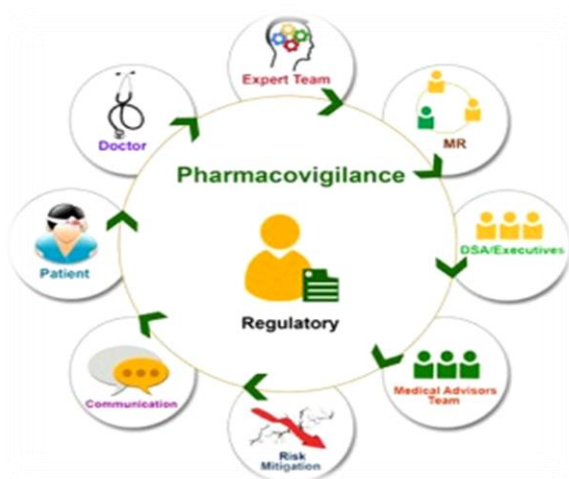 Expert Team
MR
DSA/Executives
Medical Advisors
Team
Risk
Mitigation
Communication
Patient
Doctor
Pharmacovigilance
Regulatory